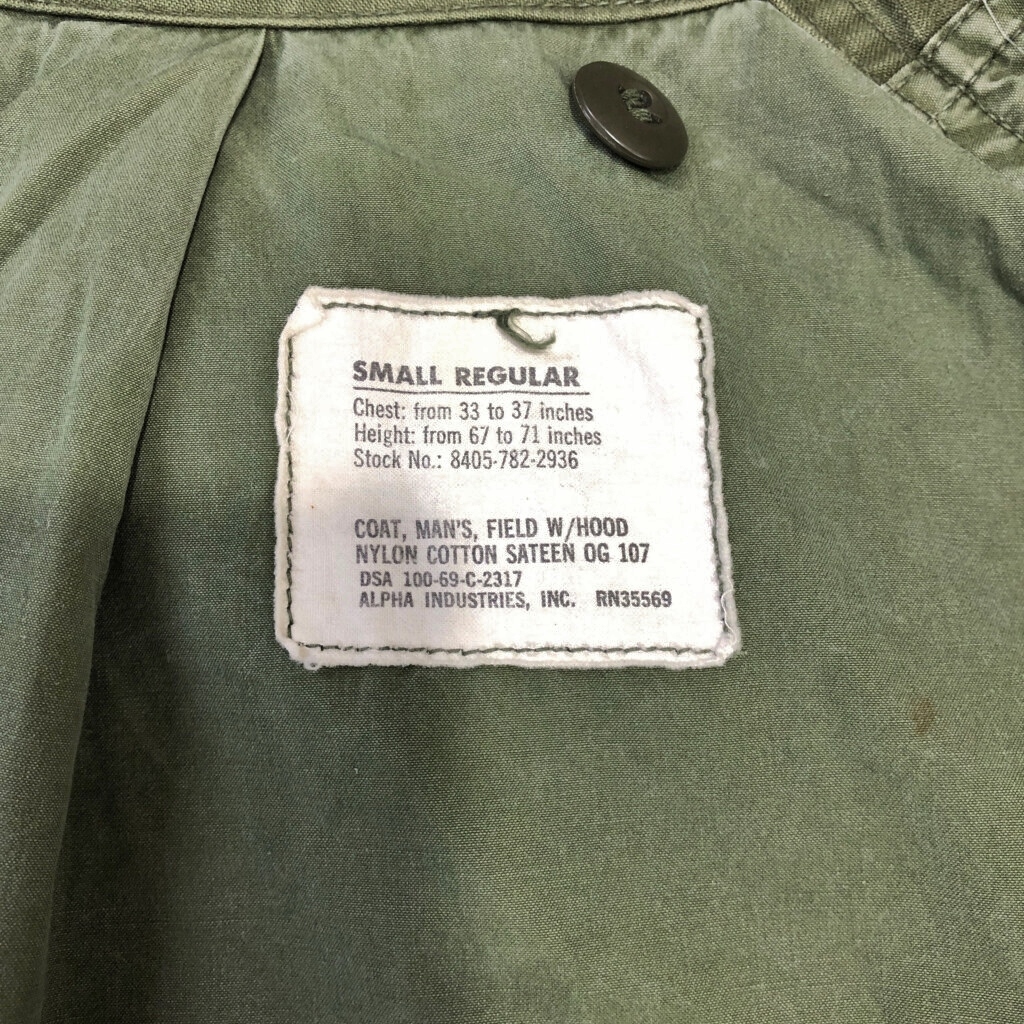 SMALL REGULAR
Chest: from 33 to 37 inches
Height: from 67 to 71 inches
Stock No.: 8405-782-2936
COAT, MAN'S, FIELD W/HOOD
NYLON COTTON SATEEN OG 107
DSA 100-69-C-2317
ALPHA INDUSTRIES, INC. RN35569